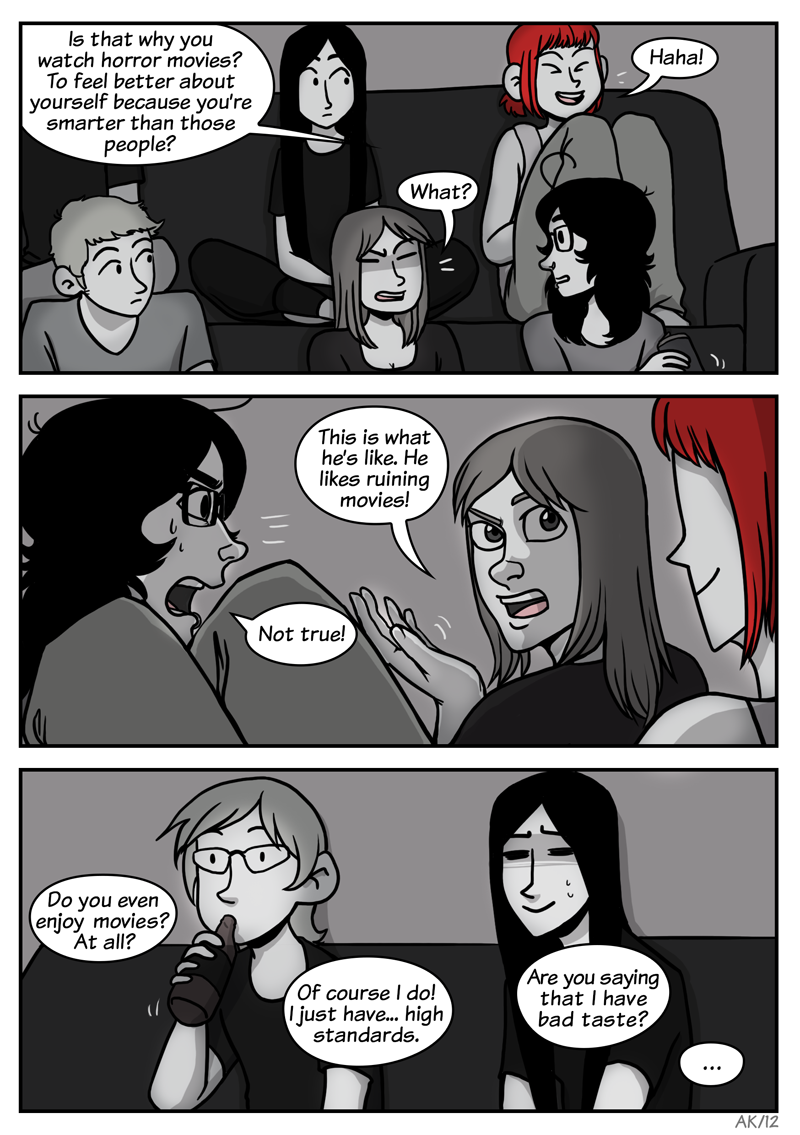 Is that why you
watch horror movies?
To feel better about
yourself because you're
smarter than those
people?
Haha!
What?
This is what
he's like. He
likes ruining
movies!
Not true!
Do you even
enjoy movies?
At all?
Of course I do!
I just have... high
standards.
Are you saying
that I have
bad taste?
...
AK/12